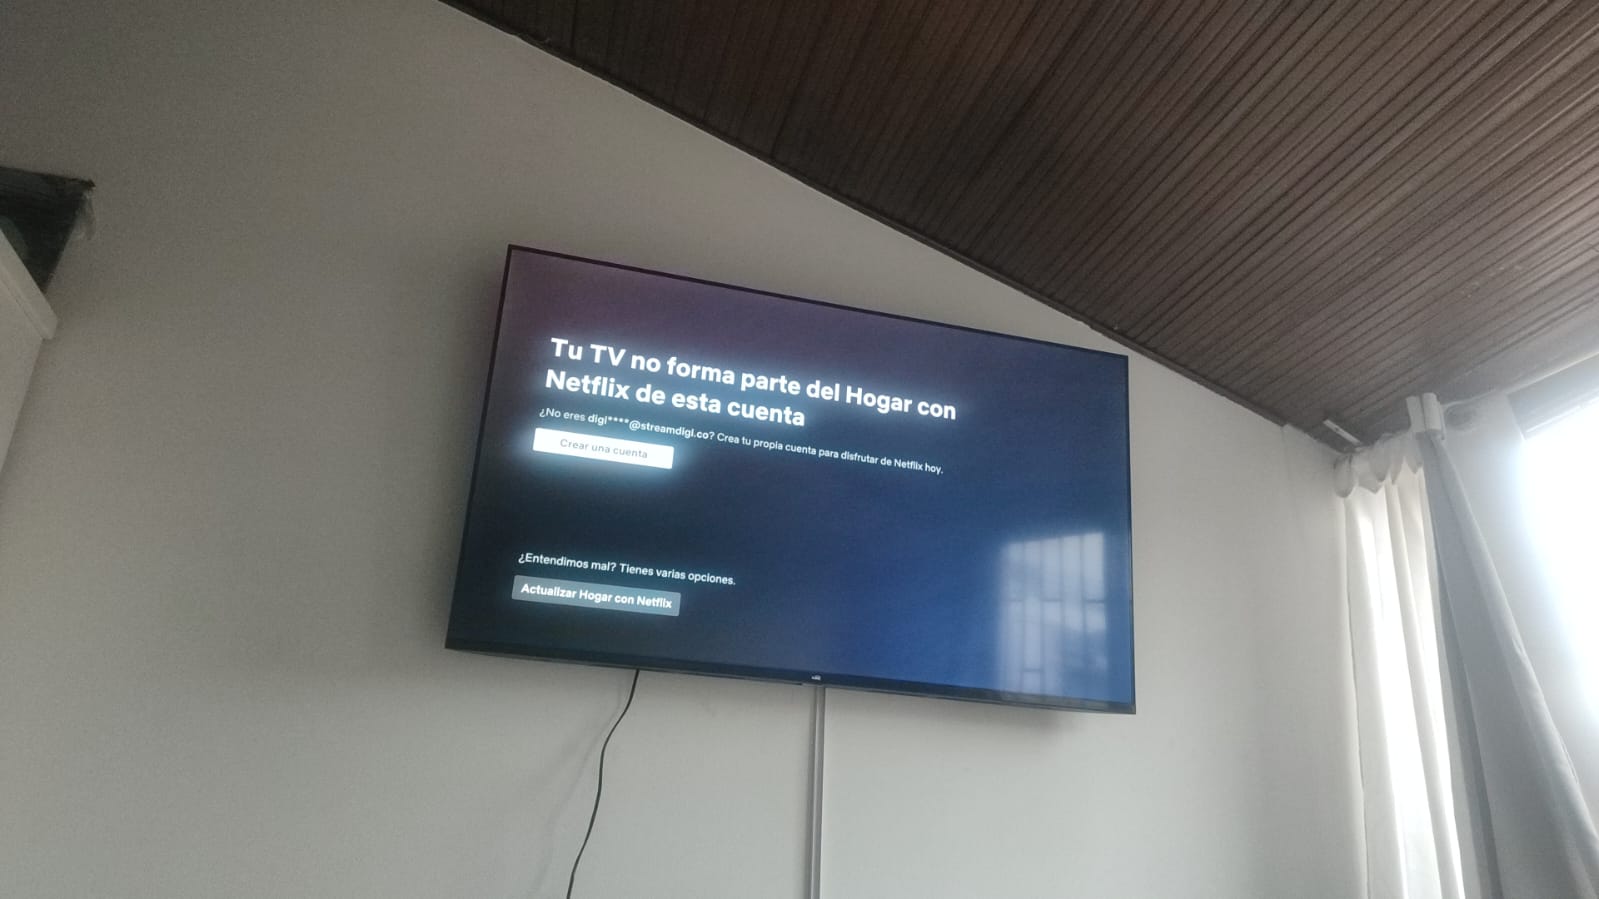 Tu TV no forma parte del Hogar con
Netflix de esta cuenta
¿No eres digi****@streamdigi.co? Crea tu propia cuenta para disfrutar de Netflix hoy.
Crear una cuenta
¿Entendimos mal? Tienes varias opciones.
Actualizar Hogar con Netflix